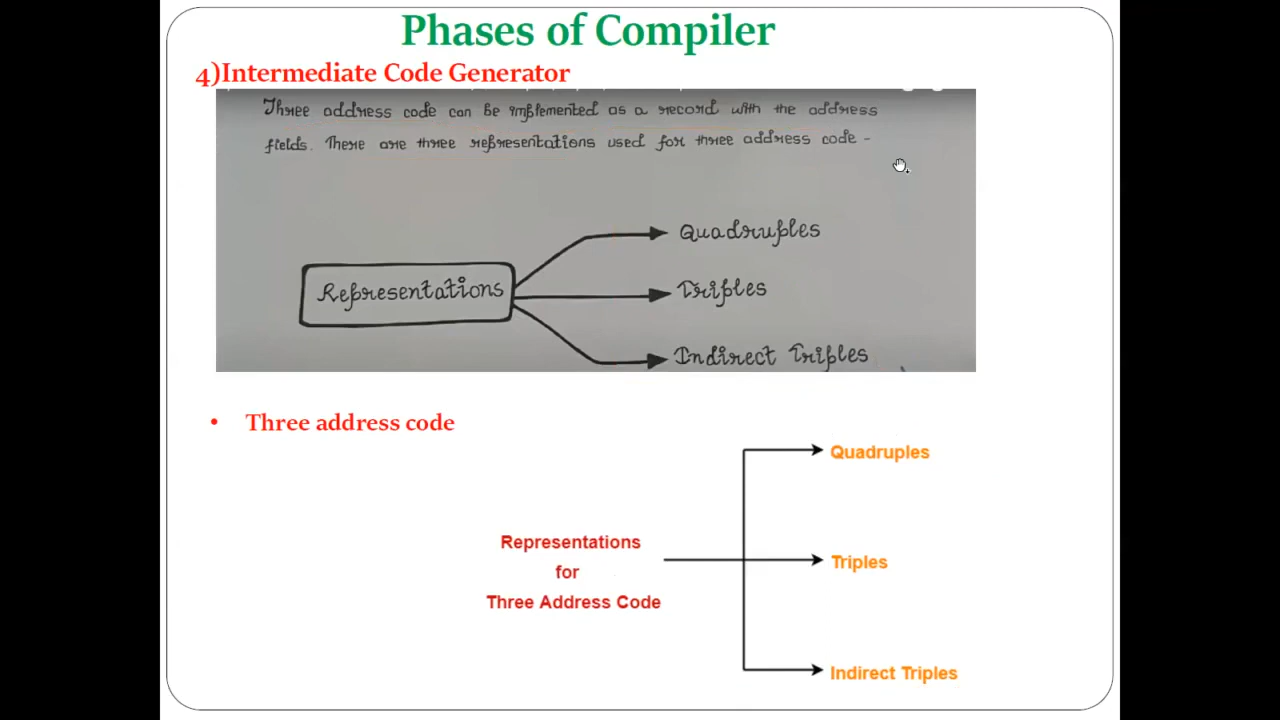 Phases of Compiler
4)Intermediate Code Generator
Three address code can be implemented as a record with the address
fields. There are three representations used for three address code -
Representations
Quadruples
Triples
Indirect Triples
• Three address code
Representations
for
Three Address Code
Quadruples
Triples
Indirect Triples